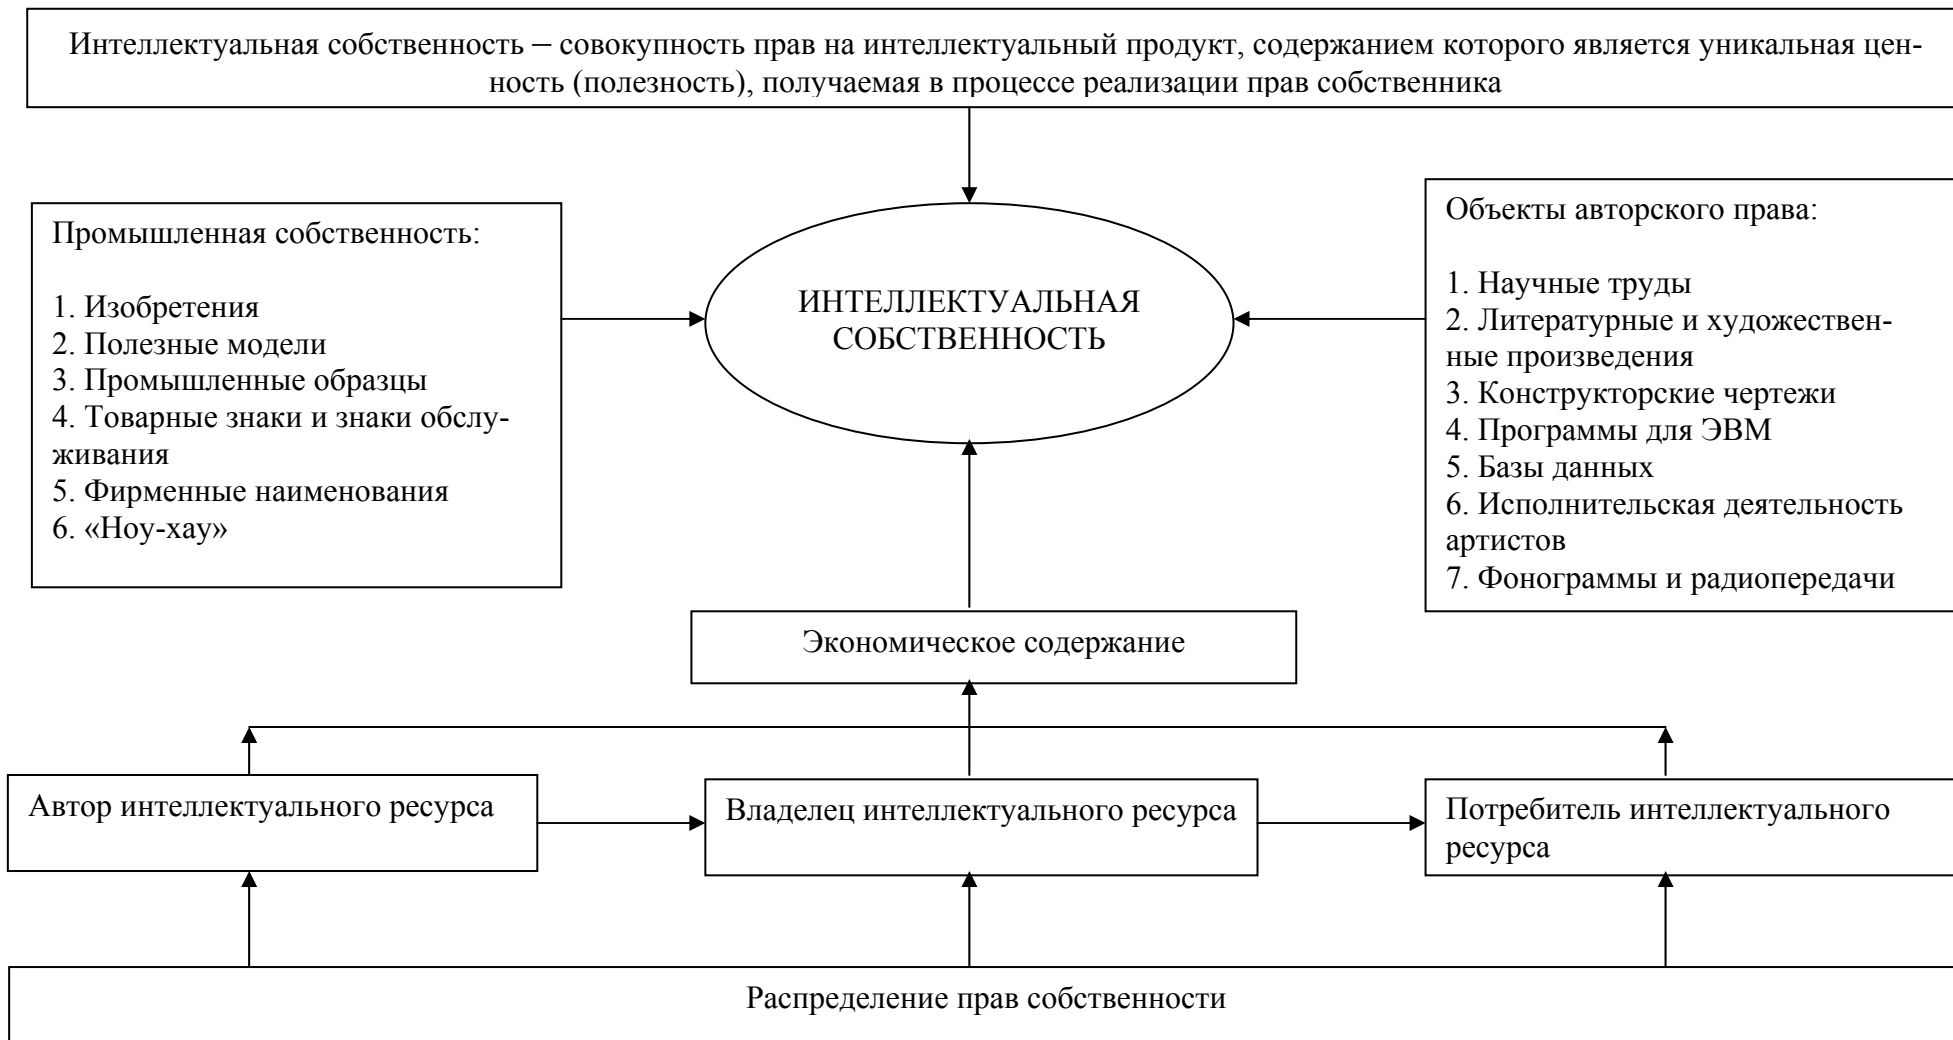 Интеллектуальная собственность – совокупность прав на интеллектуальный продукт, содержанием которого является уникальная цен-
ность (полезность), получаемая в процессе реализации прав собственника
Промышленная собственность:
1. Изобретения
2. Полезные модели
3. Промышленные образцы
4. Товарные знаки и знаки обслу-
живания
5. Фирменные наименования
6. «Ноу-хау»
ИНТЕЛЛЕКТУАЛЬНАЯ
СОБСТВЕННОСТЬ
Объекты авторского права:
1. Научные труды
2. Литературные и художествен-
ные произведения
3. Конструкторские чертежи
4. Программы для ЭВМ
5. Базы данных
6. Исполнительская деятельность
артистов
7. Фонограммы и радиопередачи
Экономическое содержание
Автор интеллектуального ресурса
Владелец интеллектуального ресурса
Потребитель интеллектуального
ресурса
Распределение прав собственности